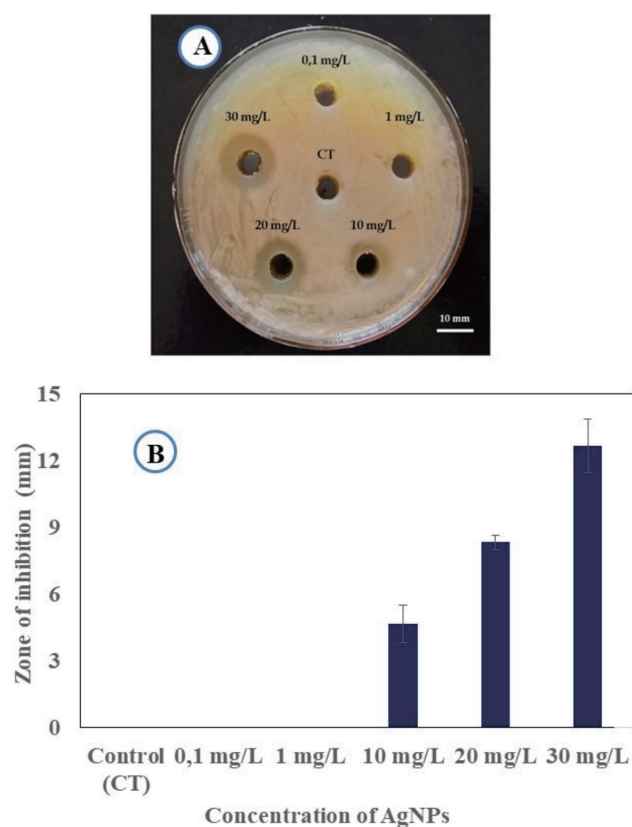 A
0,1 mg/L
30 mg/L
1 mg/L
CT
20 mg/L
10 mg/L
10 mm
15
B
12
9
6
3
0
Zone of inhibition (mm)
Control (CT)
0,1 mg/L
1 mg/L
10 mg/L
20 mg/L
30 mg/L
Concentration of AgNPs